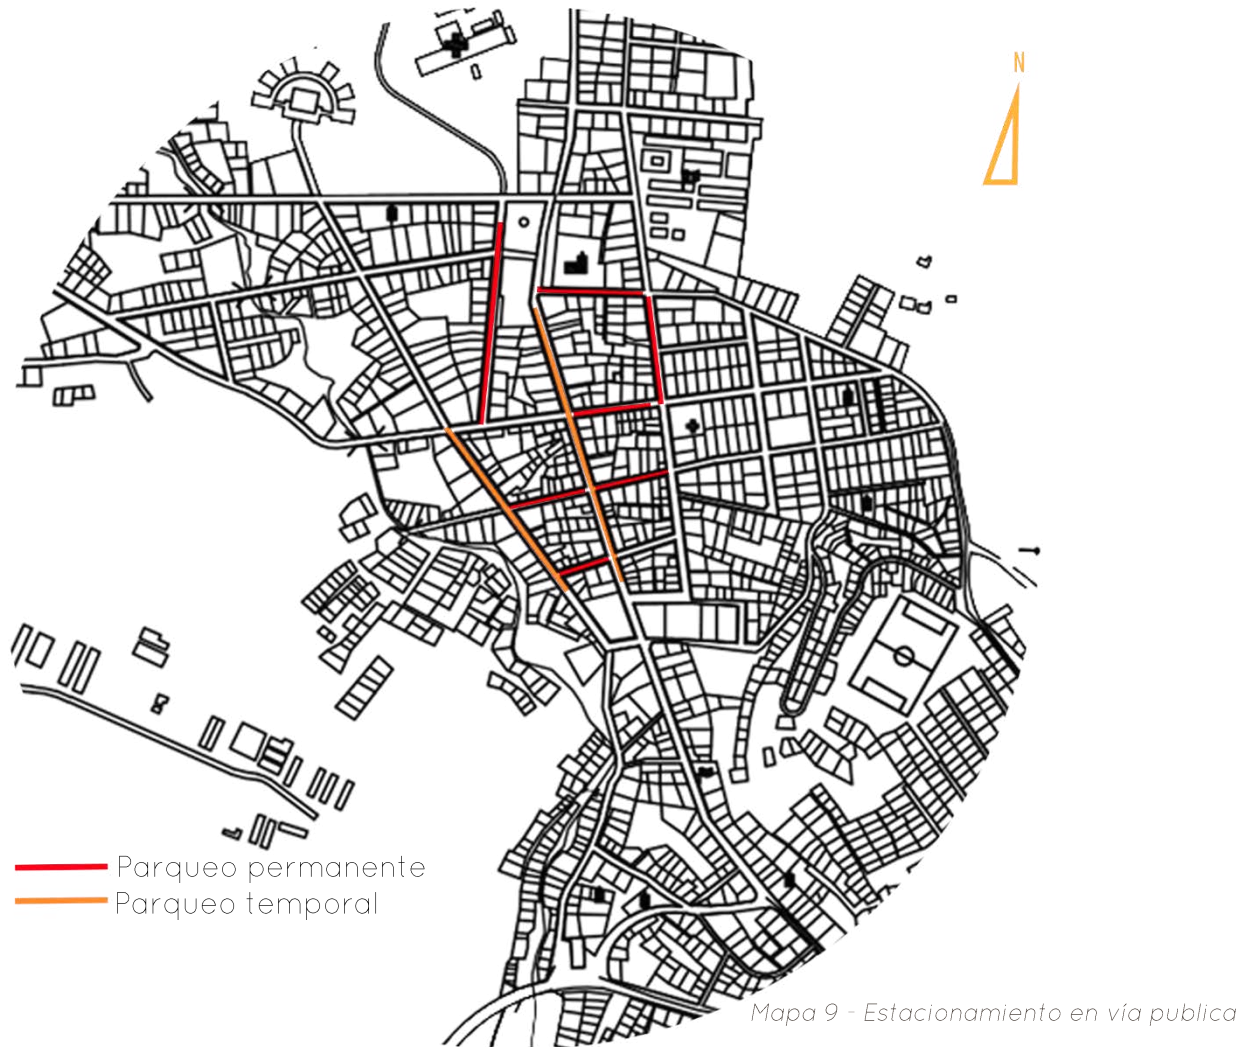 N
Parqueo permanente
Parqueo temporal
Mapa 9 - Estacionamiento en vía publica